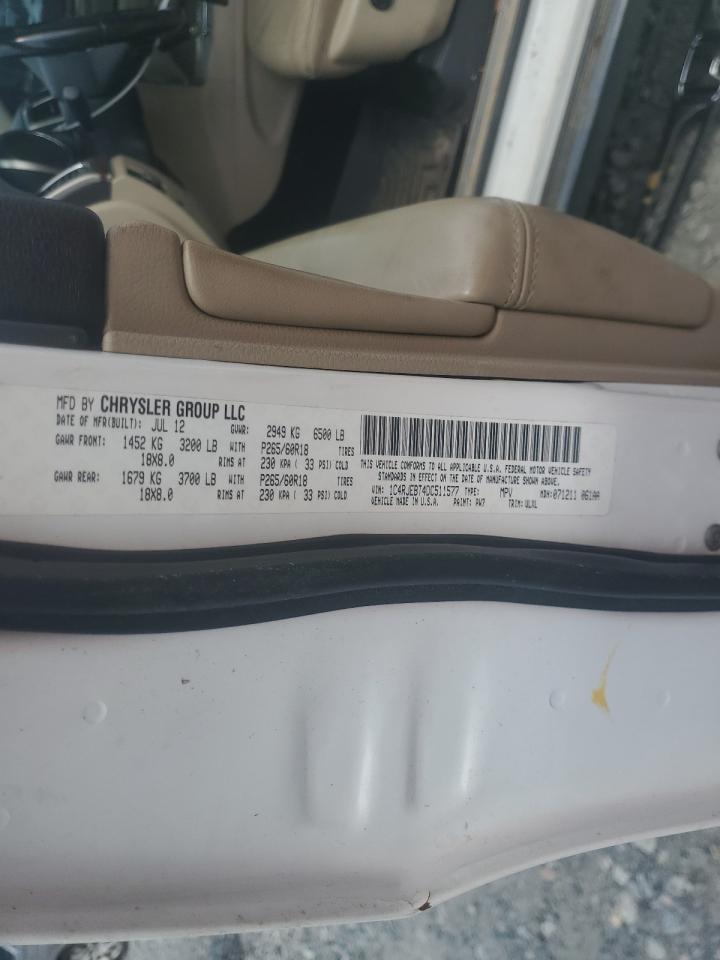 MFD BY CHRYSLER GROUP LLC
DATE OF MFR(BUILT): JUL 12 GVWR: 2949 KG 6500 LB
GAWR FRONT: 1452 KG 3200 LB WITH P265/60R18 TIRES
18X8.0 RIMS AT 230 KPA ( 33 PSI) COLD
GAWR REAR: 1679 KG 3700 LB WITH P265/60R18 TIRES
18X8.0 RIMS AT 230 KPA ( 33 PSI) COLD
THIS VEHICLE CONFORMS TO ALL APPLICABLE U.S.A. FEDERAL MOTOR VEHICLE SAFETY
STANDARDS IN EFFECT ON THE DATE OF MANUFACTURE SHOWN ABOVE.
VIN: 1C4RJEBT4DC511577 TYPE: MPV MDH: 071211 061AA
VEHICLE MADE IN U.S.A. PAINT: PW7 TRIM: